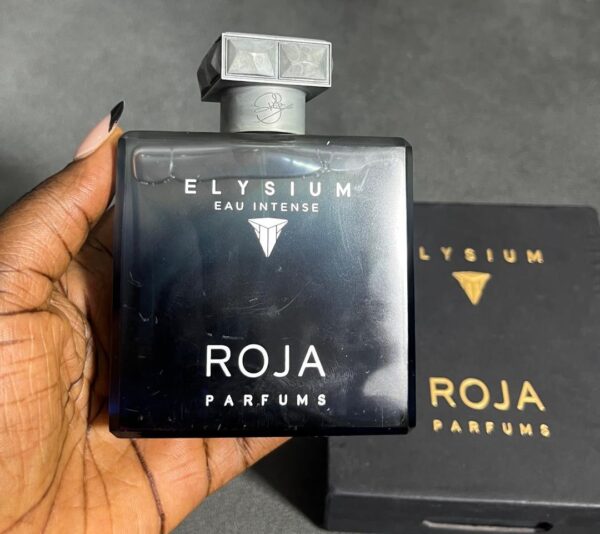 ELYSIUM
EAU INTENSE
ROJA
PARFUMS
LYSIUM
ROJA
PARFUMS